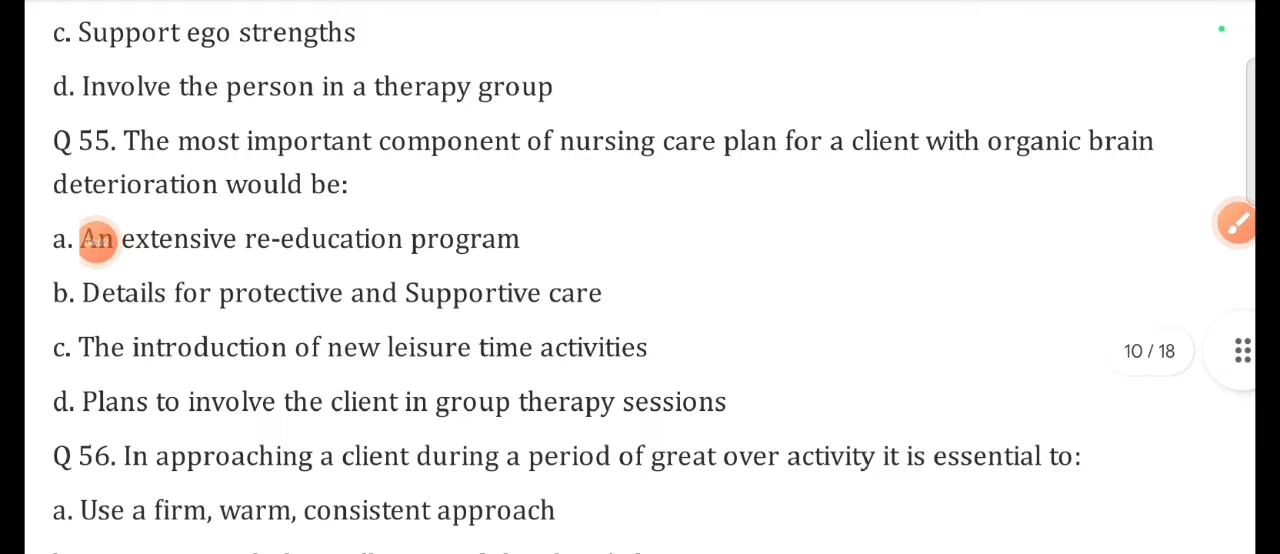 c. Support ego strengths
d. Involve the person in a therapy group
Q 55. The most important component of nursing care plan for a client with organic brain
deterioration would be:
a. An extensive re-education program
b. Details for protective and Supportive care
c. The introduction of new leisure time activities
10 / 18
d. Plans to involve the client in group therapy sessions
Q 56. In approaching a client during a period of great over activity it is essential to:
a. Use a firm, warm, consistent approach